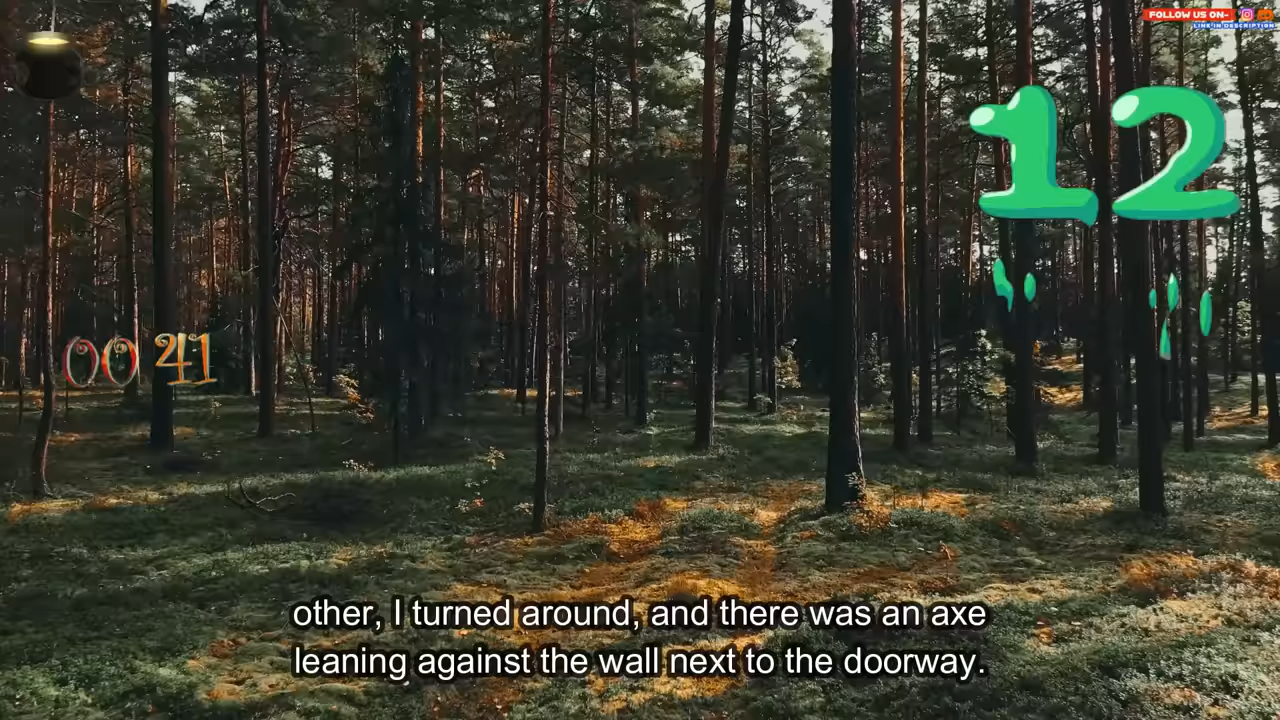 FOLLOW US ON-
LINK IN DESCRIPTION
12
00 41
other, I turned around, and there was an axe
leaning against the wall next to the doorway.